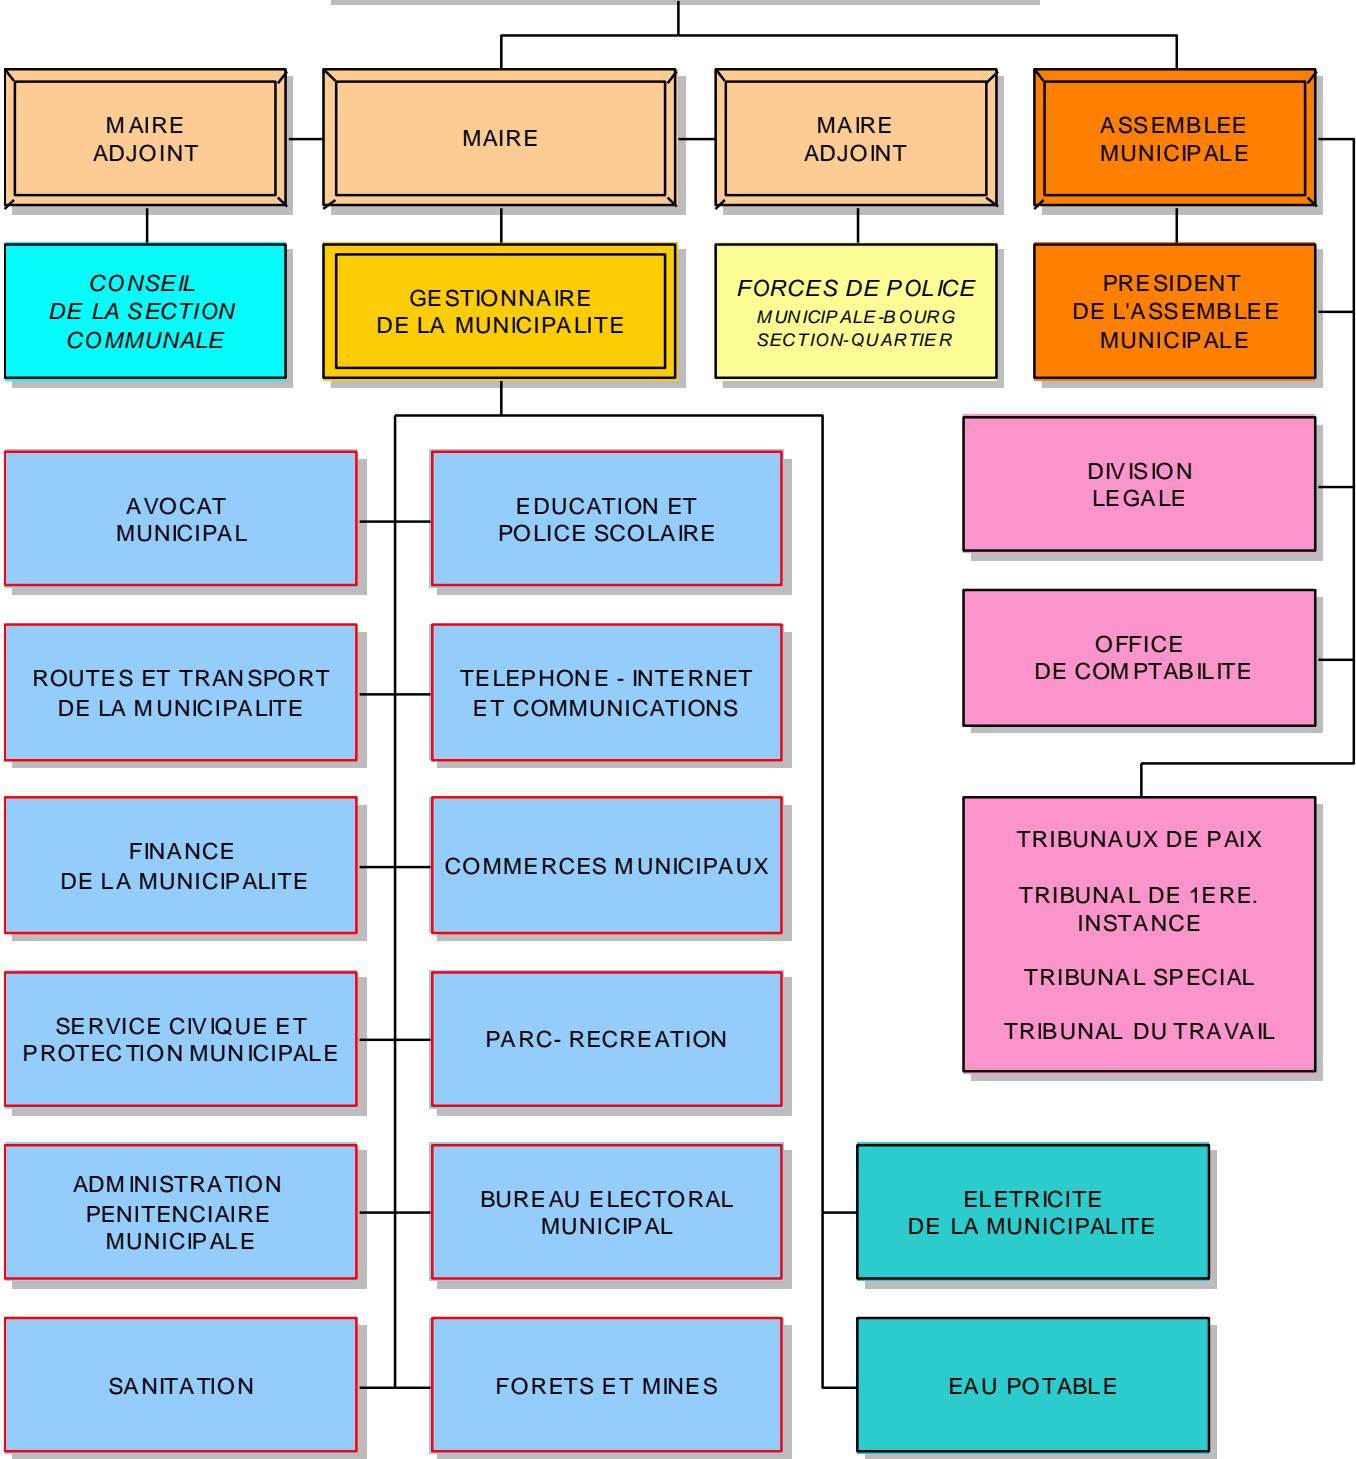 MAIRE
ADJOINT
MAIRE
MAIRE
ADJOINT
ASSEMBLEE
MUNICIPALE
CONSEIL
DE LA SECTION
COMMUNALE
GESTIONNAIRE
DE LA MUNICIPALITE
FORCES DE POLICE
MUNICIPALE-BOURG
SECTION-QUARTIER
PRESIDENT
DE L'ASSEMBLEE
MUNICIPALE
AVOCAT
MUNICIPAL
EDUCATION ET
POLICE SCOLAIRE
DIVISION
LEGALE
ROUTES ET TRANSPORT
DE LA MUNICIPALITE
TELEPHONE - INTERNET
ET COMMUNICATIONS
OFFICE
DE COMPTABILITE
FINANCE
DE LA MUNICIPALITE
COMMERCES MUNICIPAUX
TRIBUNAUX DE PAIX
TRIBUNAL DE 1ERE.
INSTANCE
TRIBUNAL SPECIAL
TRIBUNAL DU TRAVAIL
SERVICE CIVIQUE ET
PROTECTION MUNICIPALE
PARC- RECREATION
ADMINISTRATION
PENITENCIAIRE
MUNICIPALE
BUREAU ELECTORAL
MUNICIPAL
ELETRICITE
DE LA MUNICIPALITE
SANITATION
FORETS ET MINES
EAU POTABLE